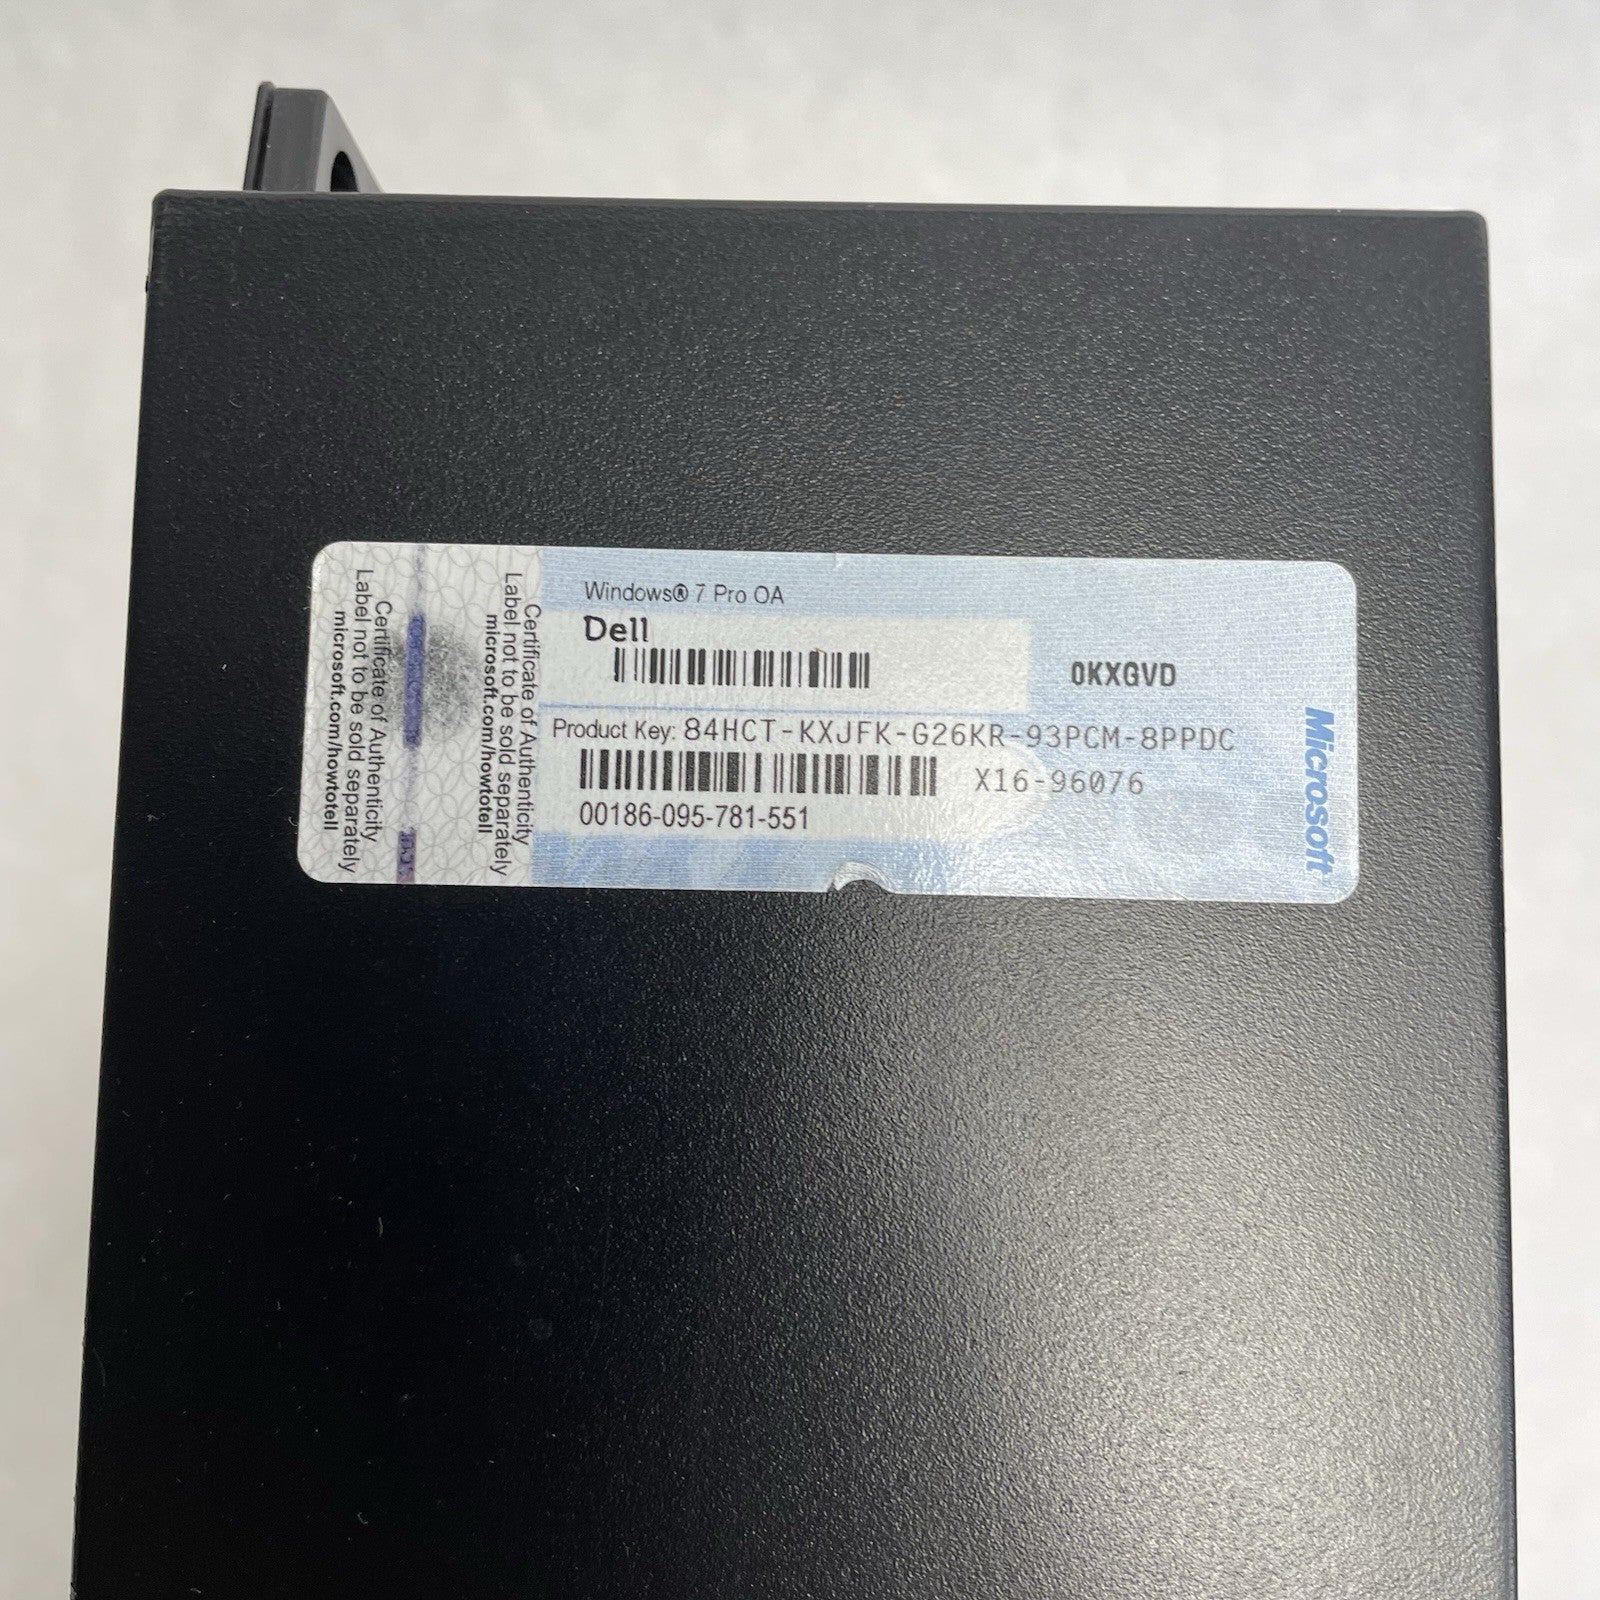 Windows® 7 Pro OA
Dell
0KXGVD
Product Key: 84HCT-KXJFK-G26KR-93PCM-8PPDC
X16-96076
00186-095-781-551
Microsoft
Certificate of Authenticity
Label not to be sold separately
microsoft.com/howtotell
Certificate of Authenticity
Label not to be sold separately
microsoft.com/howtotell